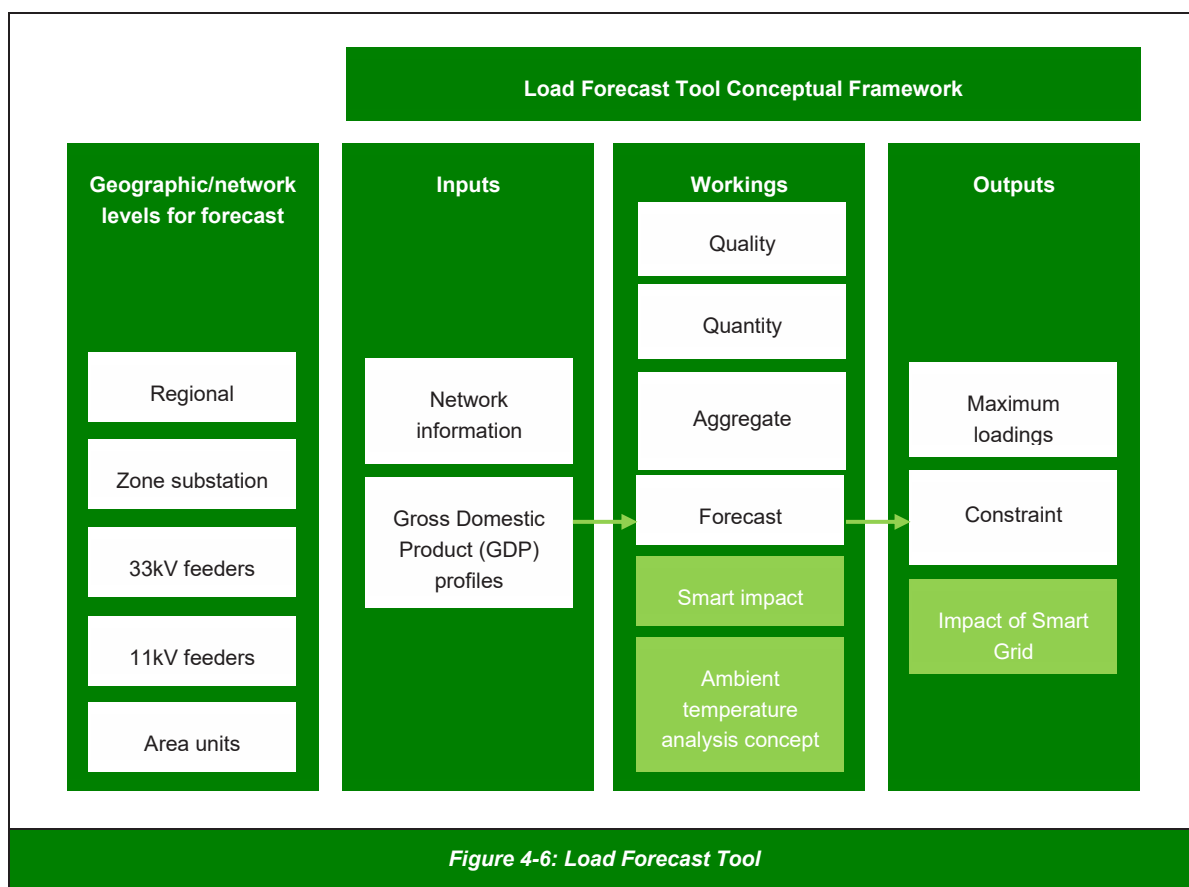 Load Forecast Tool Conceptual Framework
Geographic/network
levels for forecast
Regional
Zone substation
33kV feeders
11kV feeders
Area units
Inputs
Network
information
Gross Domestic
Product (GDP)
profiles
Workings
Quality
Quantity
Aggregate
Forecast
Smart impact
Ambient
temperature
analysis concept
Outputs
Maximum
loadings
Constraint
Impact of Smart
Grid
Figure 4-6: Load Forecast Tool